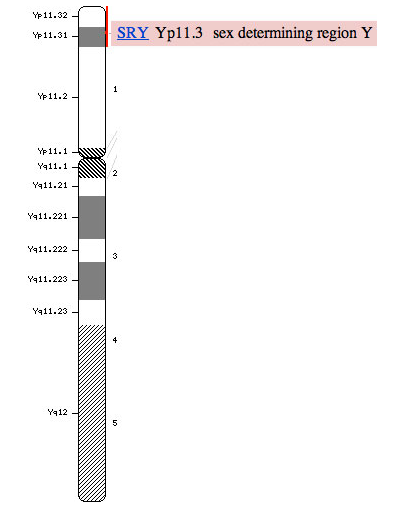 Yp11.32
Yp11.31
SRY Yp11.3 sex determining region Y
1
Yp11.2
Yp11.1
Yq11.1
2
Yq11.21
Yq11.221
Yq11.222
3
Yq11.223
Yq11.23
4
Yq12
5